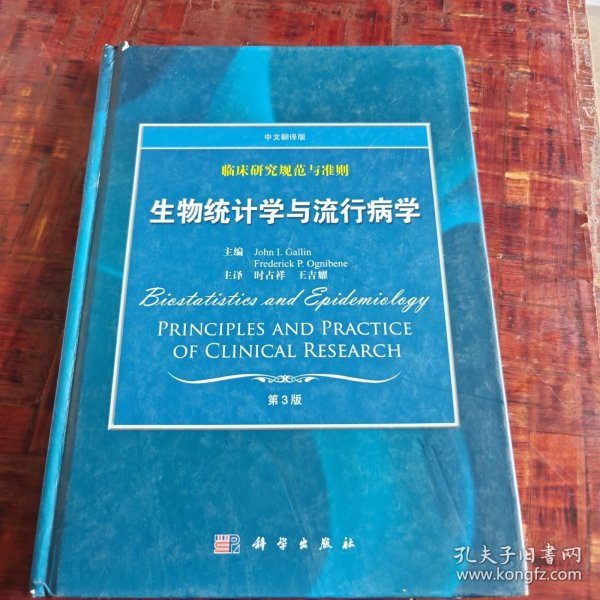 中文翻译版
临床研究规范与准则
生物统计学与流行病学
主编 John I. Gallin
Frederick P. Ognibene
主译 时占祥 王吉耀
Biostatistics and Epidemiology
PRINCIPLES AND PRACTICE
OF CLINICAL RESEARCH
第3版
科学出版社
孔夫子旧书网
www.kongfz.com